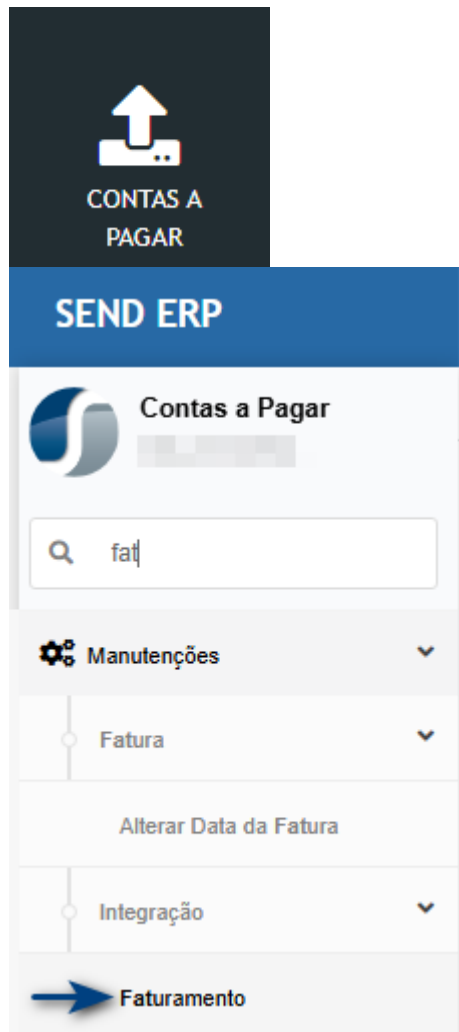 CONTAS A
PAGAR
SEND ERP
Contas a Pagar
fat
Manutenções
Fatura
Alterar Data da Fatura
Integração
Faturamento